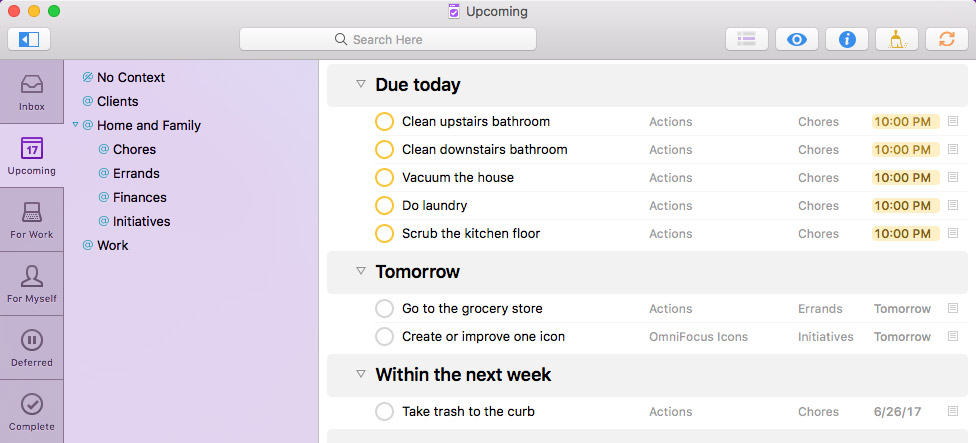 Upcoming
Search Here
Inbox
17
Upcoming
For Work
For Myself
Deferred
Complete
No Context
@ Clients
@ Home and Family
@ Chores
@ Errands
@ Finances
@ Initiatives
@ Work
Due today
Clean upstairs bathroom Actions Chores 10:00 PM
Clean downstairs bathroom Actions Chores 10:00 PM
Vacuum the house Actions Chores 10:00 PM
Do laundry Actions Chores 10:00 PM
Scrub the kitchen floor Actions Chores 10:00 PM
Tomorrow
Go to the grocery store Actions Errands Tomorrow
Create or improve one icon OmniFocus Icons Initiatives Tomorrow
Within the next week
Take trash to the curb Actions Chores 6/26/17